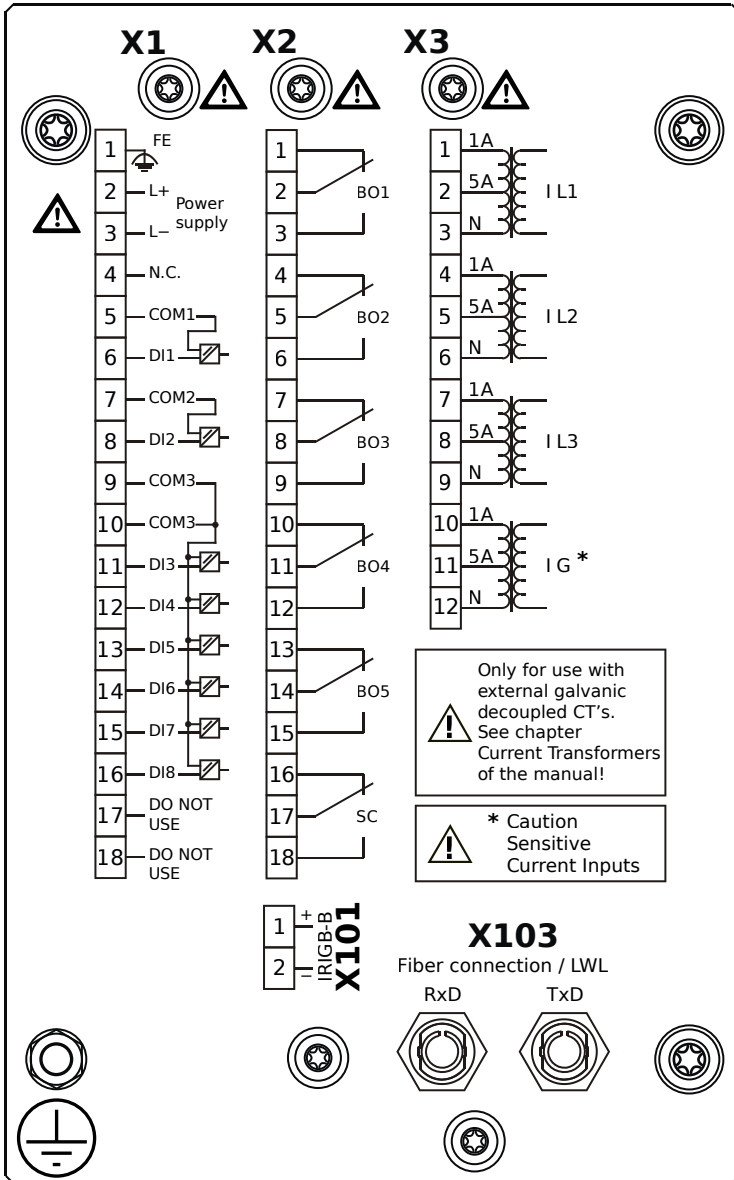 X1
X2
X3
1
FE
2
L+
Power
supply
3
L−
4
N.C.
5
COM1
6
DI1
7
COM2
8
DI2
9
COM3
10
COM3
11
DI3
12
DI4
13
DI5
14
DI6
15
DI7
16
DI8
17
DO NOT
USE
18
DO NOT
USE
1
2
BO1
3
4
5
BO2
6
7
8
BO3
9
10
11
BO4
12
13
14
BO5
15
16
17
SC
18
1
1A
2
5A
I L1
3
N
4
1A
5
5A
I L2
6
N
7
1A
8
5A
I L3
9
N
10
1A
11
5A
I G *
12
N
Only for use with
external galvanic
decoupled CT's.
See chapter
Current Transformers
of the manual!
* Caution
Sensitive
Current Inputs
1
+
2
−
IRIGB-B
X101
X103
Fiber connection / LWL
RxD
TxD